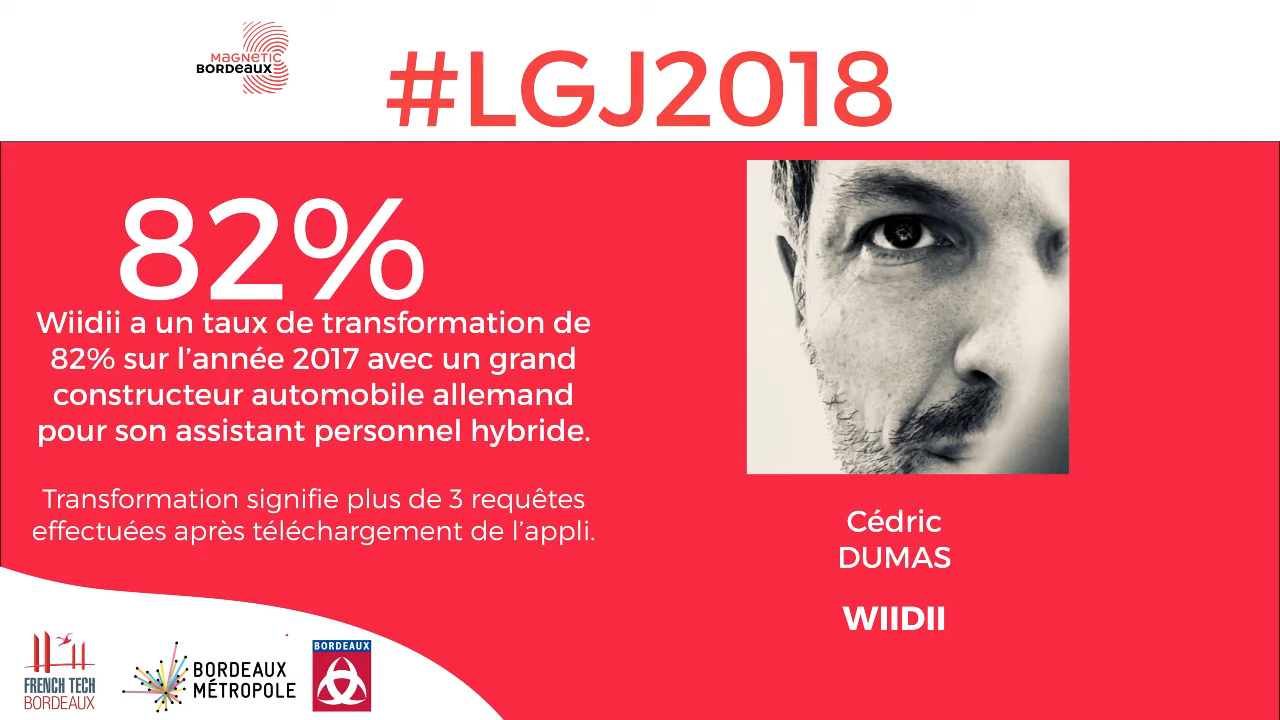 MAGNETIC
BORDEAUX
#LGJ2018
82%
Wiidii a un taux de transformation de
82% sur l'année 2017 avec un grand
constructeur automobile allemand
pour son assistant personnel hybride.
Transformation signifie plus de 3 requêtes
effectuées après téléchargement de l'appli.
Cédric
DUMAS
WIIDII
FRENCH TECH
BORDEAUX
BORDEAUX
MÉTROPOLE
BORDEAUX